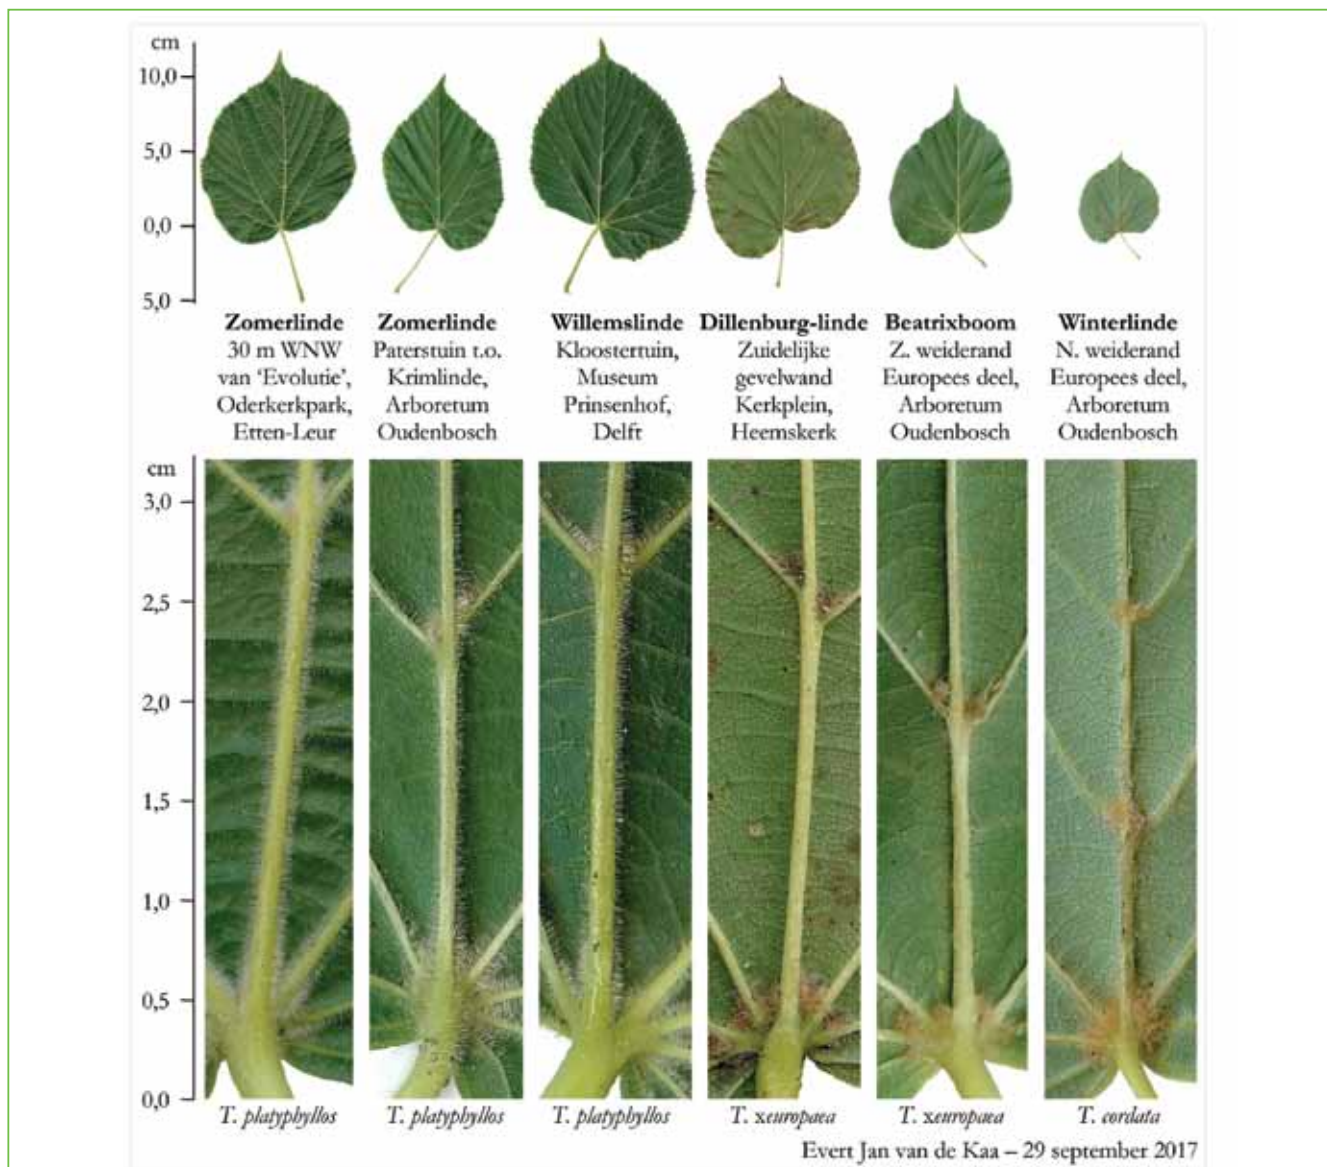 cm
10,0
5,0
0,0
5,0
Zomerlinde
30 m WNW
van ‘Evolutie’,
Oderkerkpark,
Etten-Leur
Zomerlinde
Paterstuin t.o.
Krimlinde,
Arboretum
Oudenbosch
Willemslinde
Kloostertuin,
Museum
Prinsenhof,
Delft
Dillenburg-linde
Zuidelijke
gevelwand
Kerkplein,
Heemskerk
Beatrixboom
Z. weiderand
Europees deel,
Arboretum
Oudenbosch
Winterlinde
N. weiderand
Europees deel,
Arboretum
Oudenbosch
cm
3,0
2,5
2,0
1,5
1,0
0,5
0,0
T. platyphyllos
T. platyphyllos
T. platyphyllos
T. xeuropaea
T. xeuropaea
T. cordata
Evert Jan van de Kaa – 29 september 2017